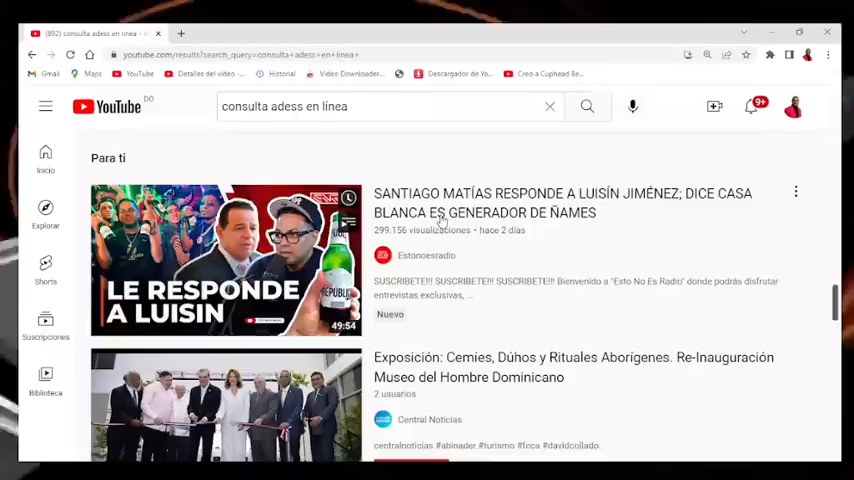 (892) consulta adess en línea -
youtube.com/results?search_query=consulta+adess+en+línea+
Gmail
Maps
YouTube
Detalles del vídeo -...
Historial
Video Downloader...
Descargador de Yo...
Creo a Cuphead Be...
YouTube DO
consulta adess en línea
9+
Inicio
Explorar
Shorts
Suscripciones
Biblioteca
Para ti
LE RESPONDE
A LUISIN
49:54
SANTIAGO MATÍAS RESPONDE A LUISÍN JIMÉNEZ; DICE CASA
BLANCA ES GENERADOR DE ÑAMES
299.156 visualizaciones • hace 2 días
Estonoesradio
SUSCRIBETE!!! SUSCRIBETE!!! SUSCRIBETE!!! Bienvenido a "Esto No Es Radio" donde podrás disfrutar
entrevistas exclusivas, ...
Nuevo
Exposición: Cemíes, Dúhos y Rituales Aborígenes. Re-Inauguración
Museo del Hombre Dominicano
2 usuarios
Central Noticias
centralnoticias #abinader #turismo #fcca #davidcollado